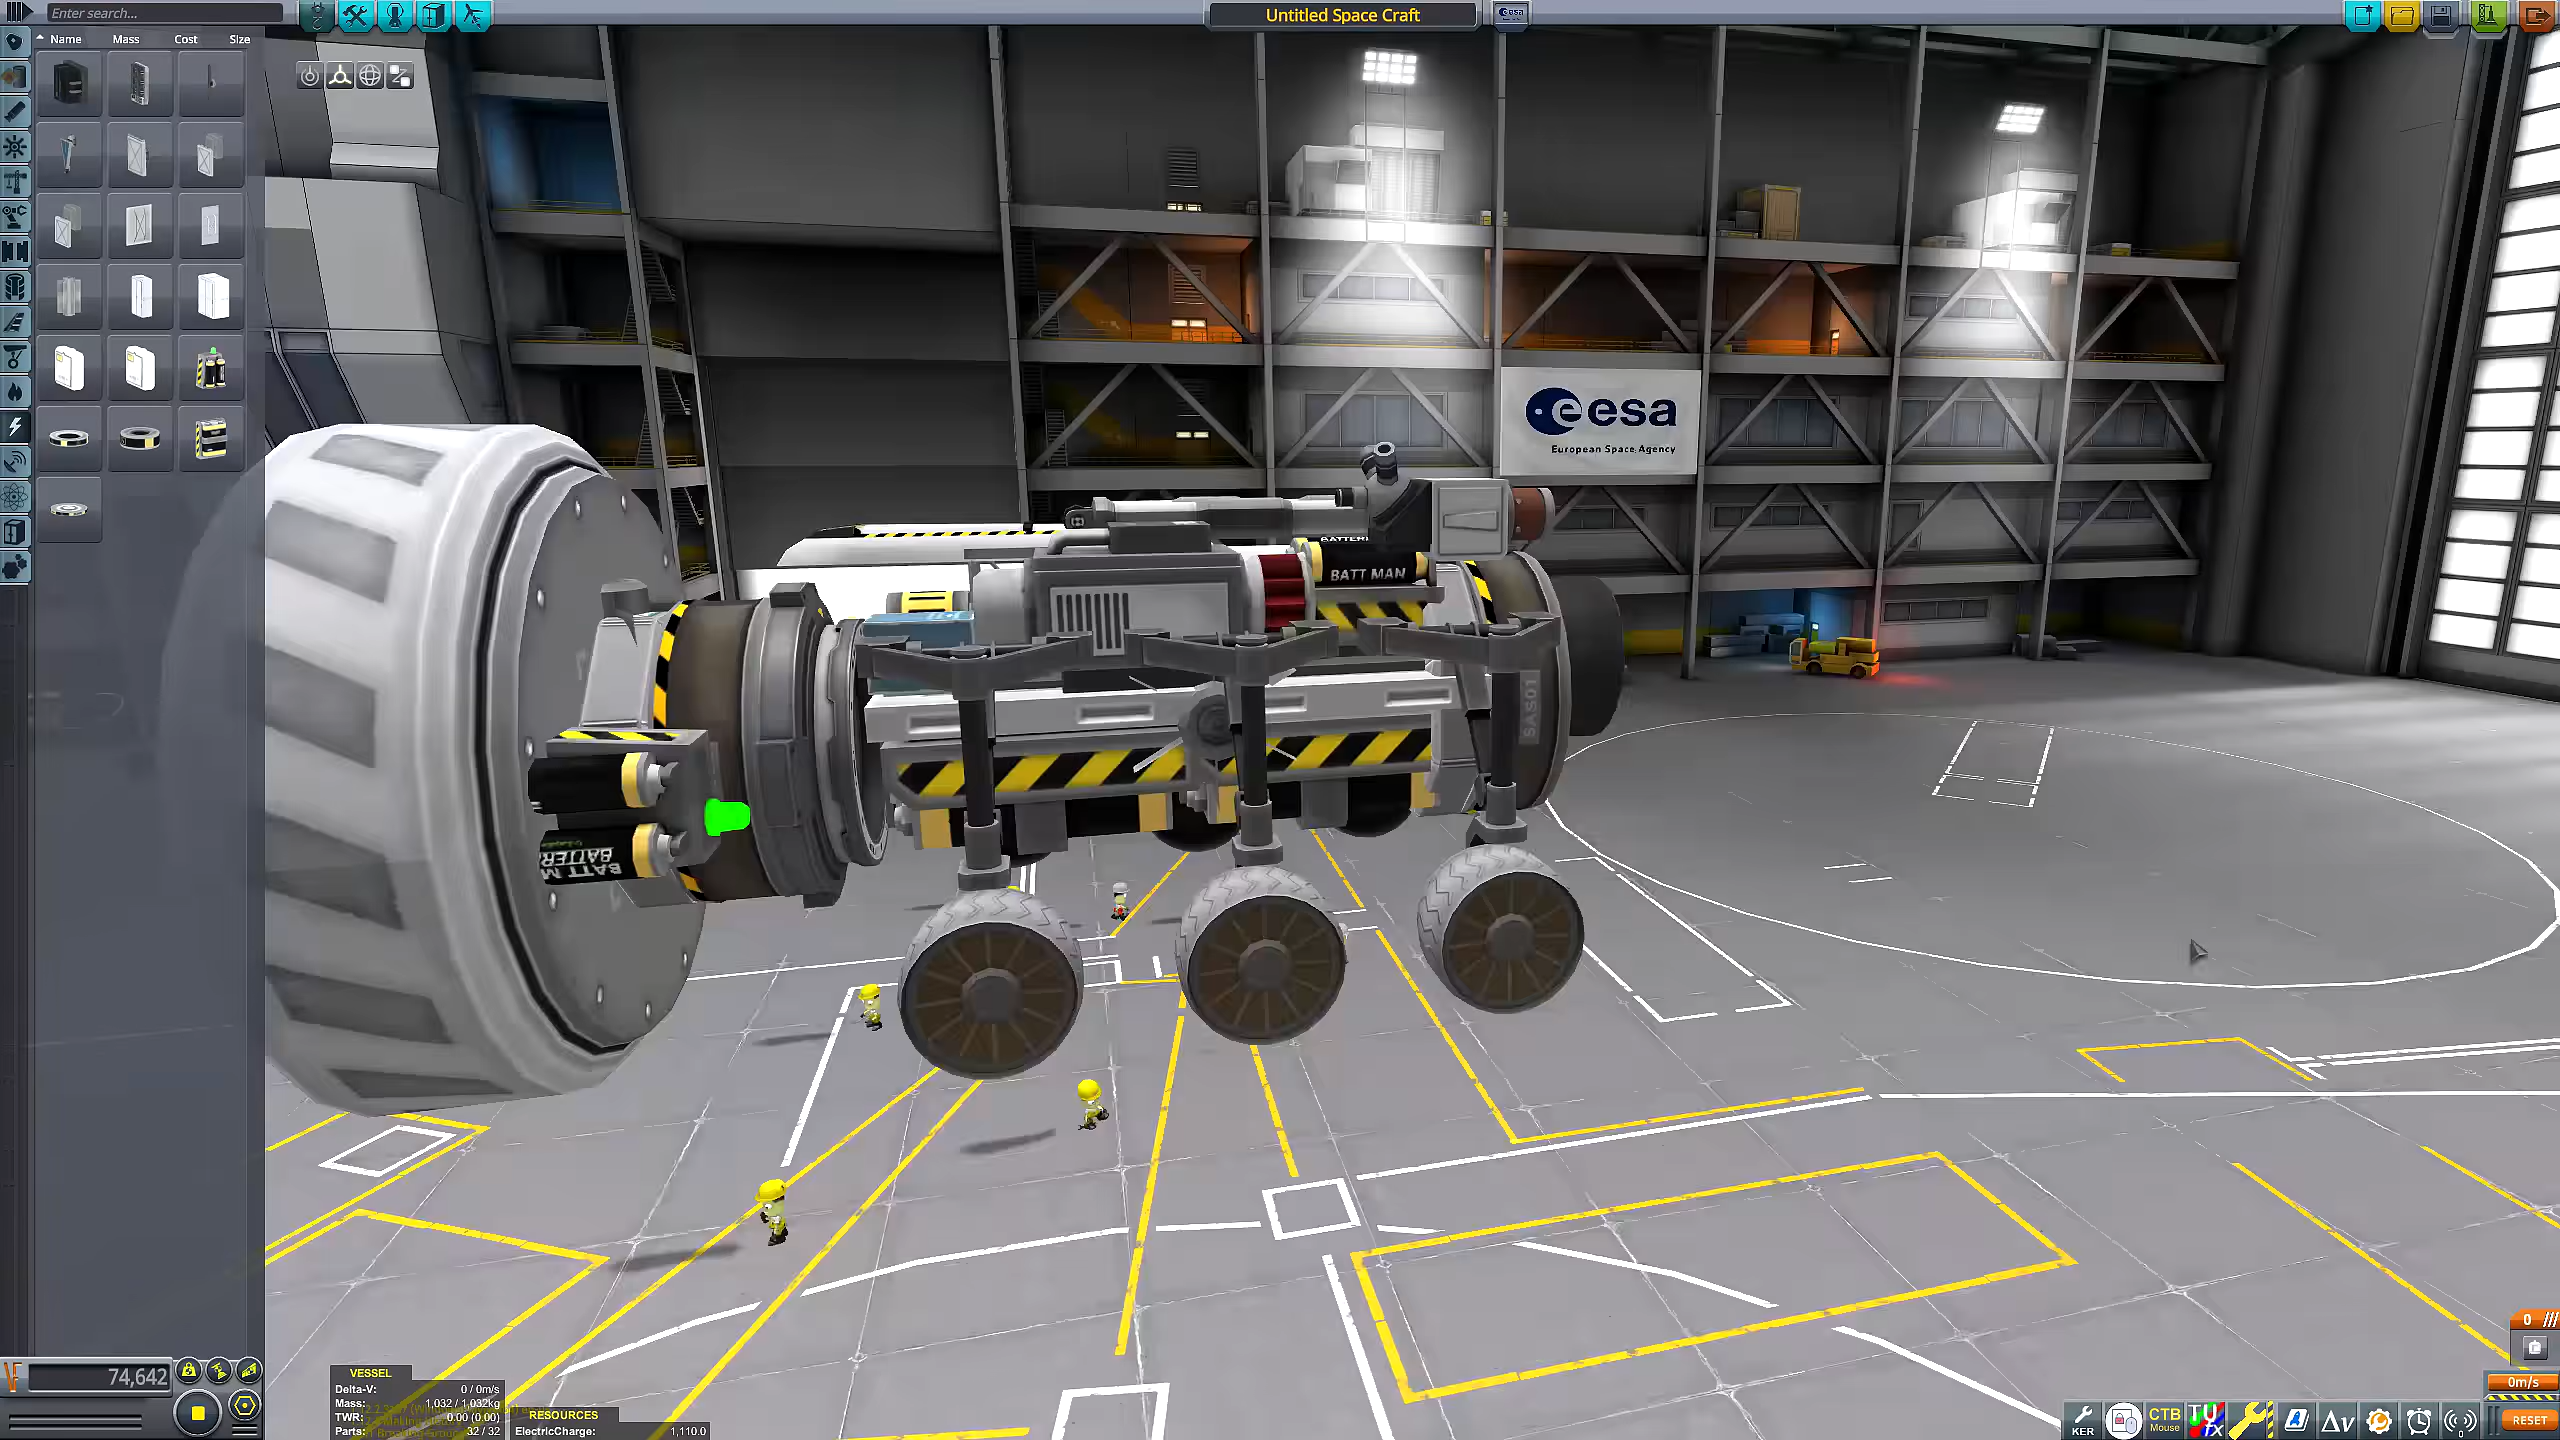 Enter search...
Untitled Space Craft
esa
Name Mass Cost Size
esa
European Space Agency
BATT MAN
SAS01
74,642
VESSEL
Delta-V: 0 / 0m/s
Mass: 1,032 / 1,032kg
TWR: 0.00 (0.00)
Parts: 32 / 32
RESOURCES
ElectricCharge: 1,110.0
0
0m/s
KER
CTB
Mouse
Δv
RESET